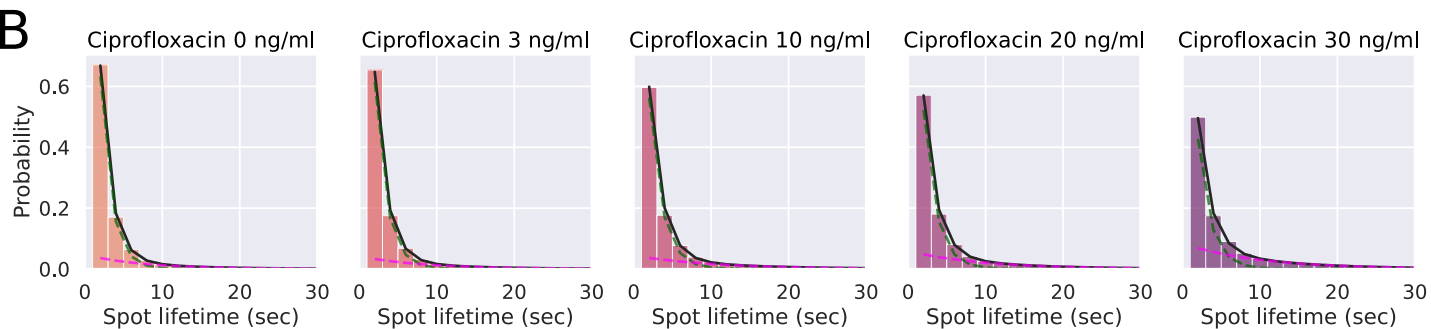 B
Ciprofloxacin 0 ng/ml
Ciprofloxacin 3 ng/ml
Ciprofloxacin 10 ng/ml
Ciprofloxacin 20 ng/ml
Ciprofloxacin 30 ng/ml
Probability
0.6
0.4
0.2
0.0
0 10 20 30
0 10 20 30
0 10 20 30
0 10 20 30
0 10 20 30
Spot lifetime (sec)
Spot lifetime (sec)
Spot lifetime (sec)
Spot lifetime (sec)
Spot lifetime (sec)